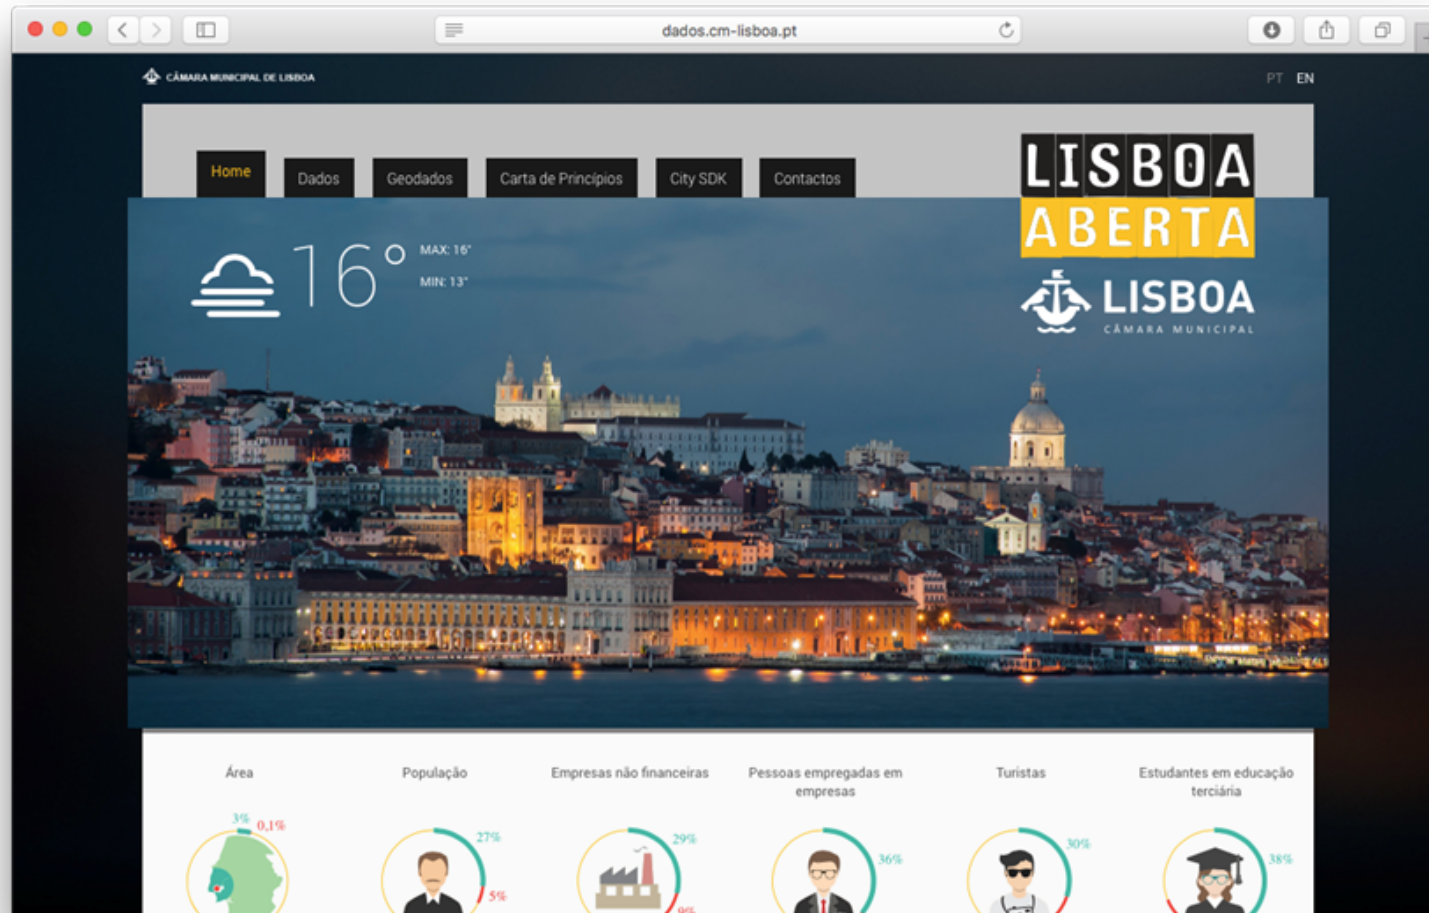 dados.cm-lisboa.pt
CÂMARA MUNICIPAL DE LISBOA
PT EN
Home
Dados
Geodados
Carta de Princípios
City SDK
Contactos
LISBOA
ABERTA
LISBOA
CÂMARA MUNICIPAL
16°
MAX: 16°
MIN: 13°
Área
População
Empresas não financeiras
Pessoas empregadas em
empresas
Turistas
Estudantes em educação
terciária
3% 0,1%
27%
5%
29%
9%
36%
30%
38%